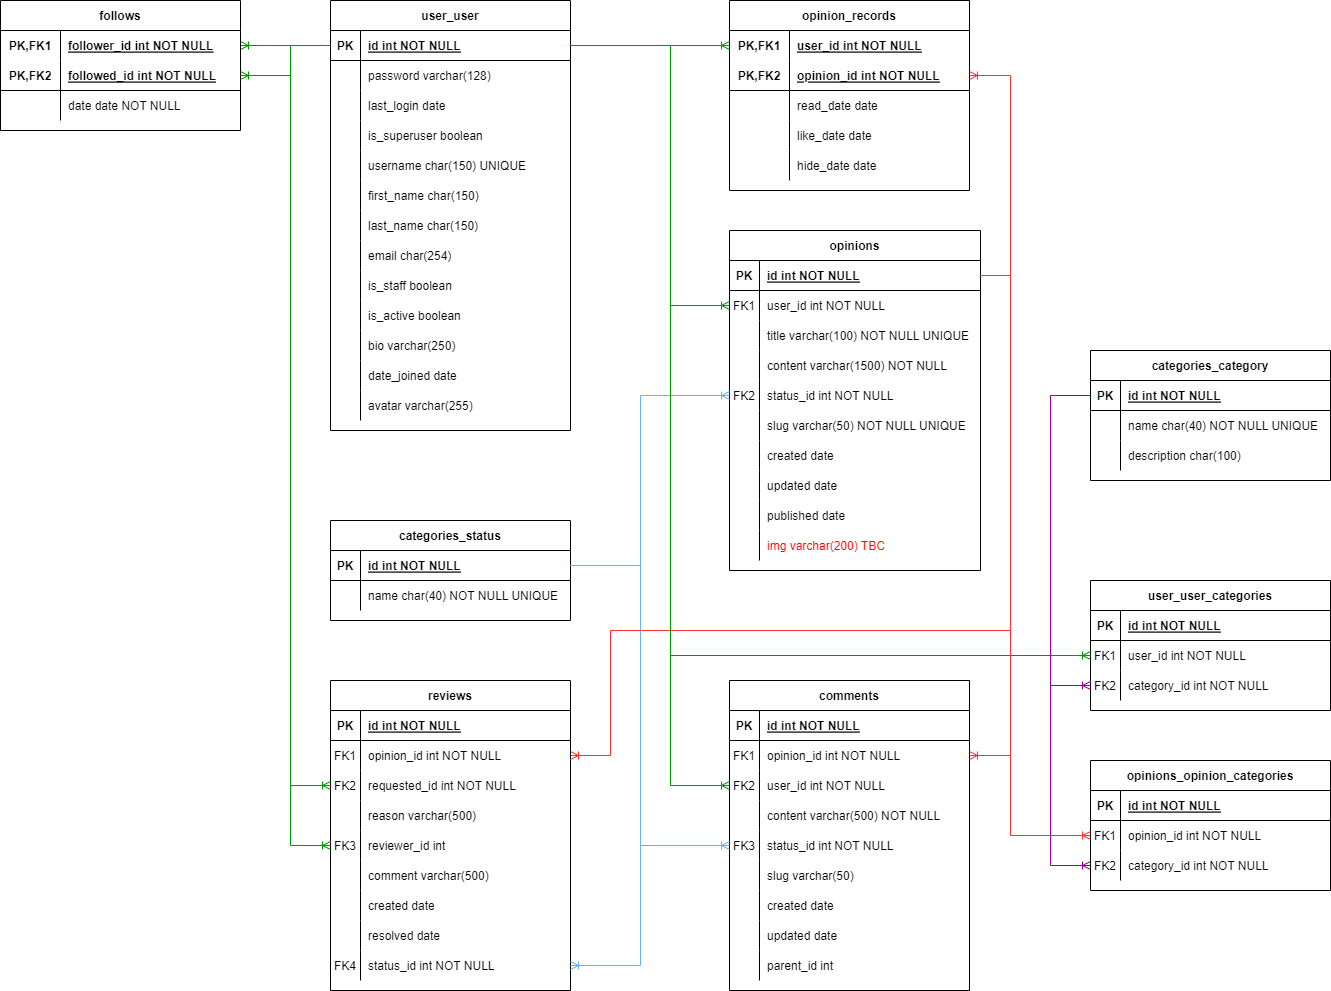 follows
PK,FK1 follower_id int NOT NULL
PK,FK2 followed_id int NOT NULL
date date NOT NULL
user_user
PK id int NOT NULL
password varchar(128)
last_login date
is_superuser boolean
username char(150) UNIQUE
first_name char(150)
last_name char(150)
email char(254)
is_staff boolean
is_active boolean
bio varchar(250)
date_joined date
avatar varchar(255)
opinion_records
PK,FK1 user_id int NOT NULL
PK,FK2 opinion_id int NOT NULL
read_date date
like_date date
hide_date date
opinions
PK id int NOT NULL
FK1 user_id int NOT NULL
title varchar(100) NOT NULL UNIQUE
content varchar(1500) NOT NULL
FK2 status_id int NOT NULL
slug varchar(50) NOT NULL UNIQUE
created date
updated date
published date
img varchar(200) TBC
categories_category
PK id int NOT NULL
name char(40) NOT NULL UNIQUE
description char(100)
categories_status
PK id int NOT NULL
name char(40) NOT NULL UNIQUE
user_user_categories
PK id int NOT NULL
FK1 user_id int NOT NULL
FK2 category_id int NOT NULL
reviews
PK id int NOT NULL
FK1 opinion_id int NOT NULL
FK2 requested_id int NOT NULL
reason varchar(500)
FK3 reviewer_id int
comment varchar(500)
created date
resolved date
FK4 status_id int NOT NULL
comments
PK id int NOT NULL
FK1 opinion_id int NOT NULL
FK2 user_id int NOT NULL
content varchar(500) NOT NULL
FK3 status_id int NOT NULL
slug varchar(50)
created date
updated date
parent_id int
opinions_opinion_categories
PK id int NOT NULL
FK1 opinion_id int NOT NULL
FK2 category_id int NOT NULL